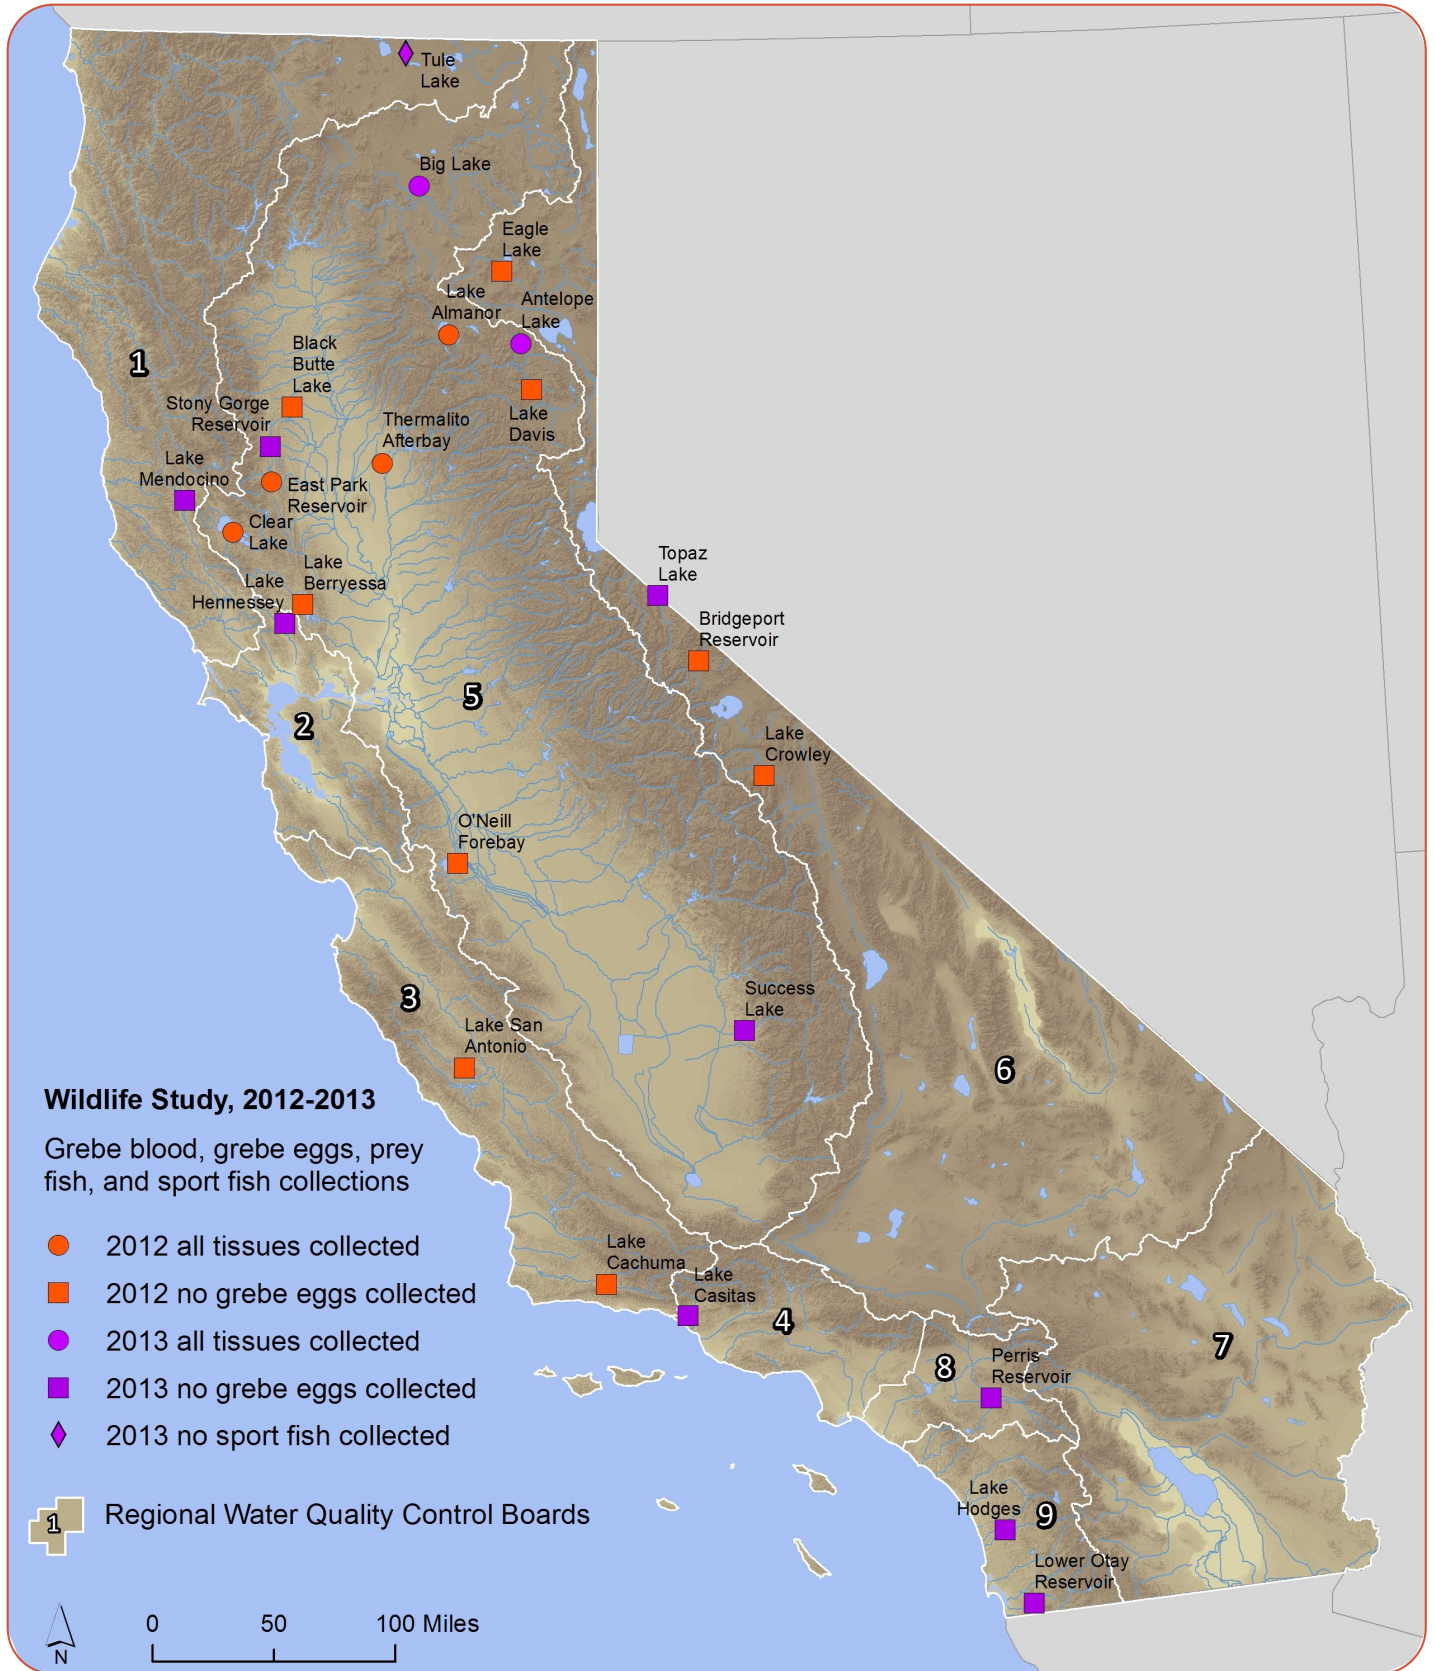 Tule
Lake
Big Lake
Eagle
Lake
Lake
Almanor
Antelope
Lake
1
Black
Butte
Lake
Stony Gorge
Reservoir
Thermalito
Afterbay
Lake
Davis
Lake
Mendocino
East Park
Reservoir
Clear
Lake
Lake
Berryessa
Lake
Hennessey
Topaz
Lake
Bridgeport
Reservoir
5
2
Lake
Crowley
O'Neill
Forebay
3
Success
Lake
Lake San
Antonio
6
Wildlife Study, 2012-2013
Grebe blood, grebe eggs, prey
fish, and sport fish collections
2012 all tissues collected
2012 no grebe eggs collected
2013 all tissues collected
2013 no grebe eggs collected
2013 no sport fish collected
1
Regional Water Quality Control Boards
Lake
Cachuma
Lake
Casitas
4
7
8
Perris
Reservoir
Lake
Hodges
9
Lower Otay
Reservoir
N
0 50 100 Miles